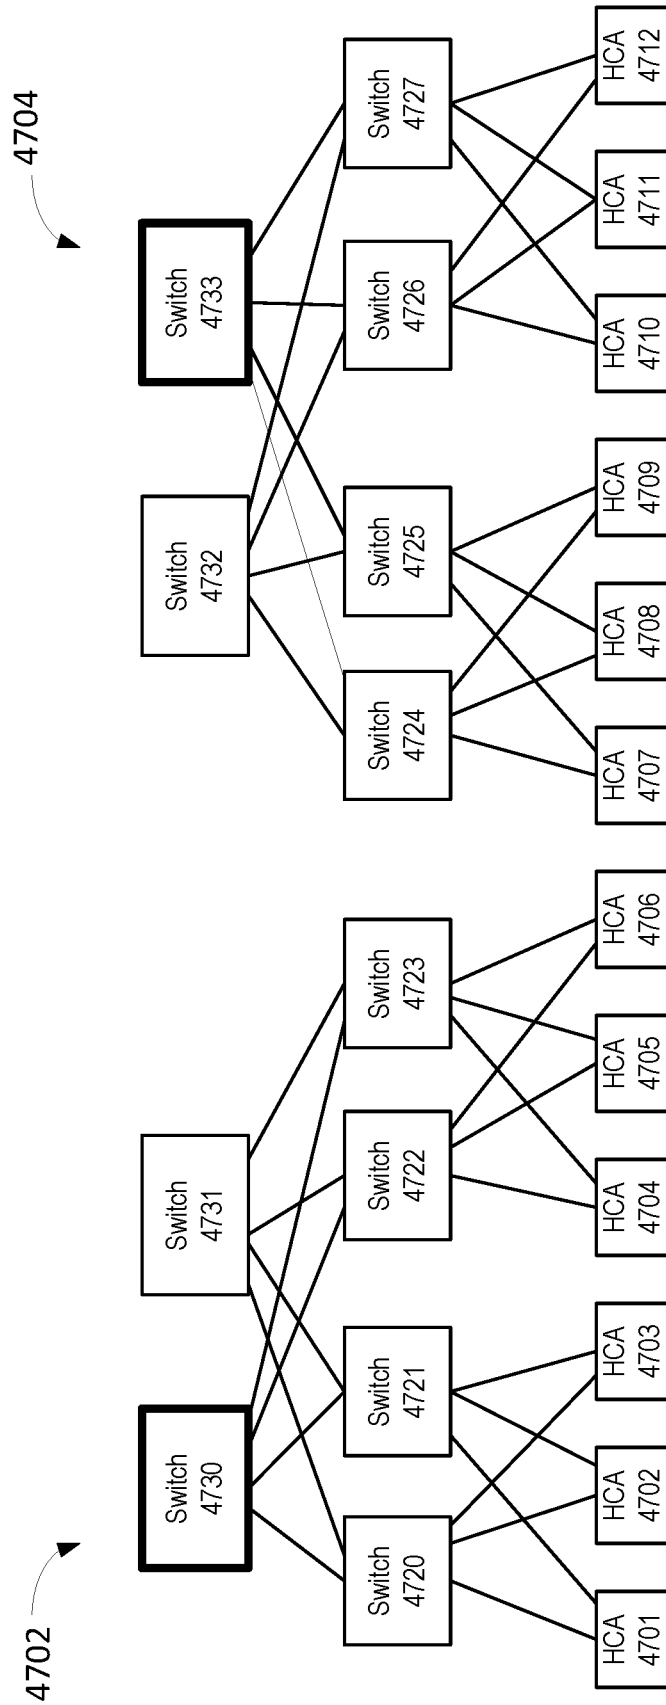 4702
4704
Switch
4730
Switch
4731
Switch
4732
Switch
4733
Switch
4720
Switch
4721
Switch
4722
Switch
4723
Switch
4724
Switch
4725
Switch
4726
Switch
4727
HCA
4701
HCA
4702
HCA
4703
HCA
4704
HCA
4705
HCA
4706
HCA
4707
HCA
4708
HCA
4709
HCA
4710
HCA
4711
HCA
4712